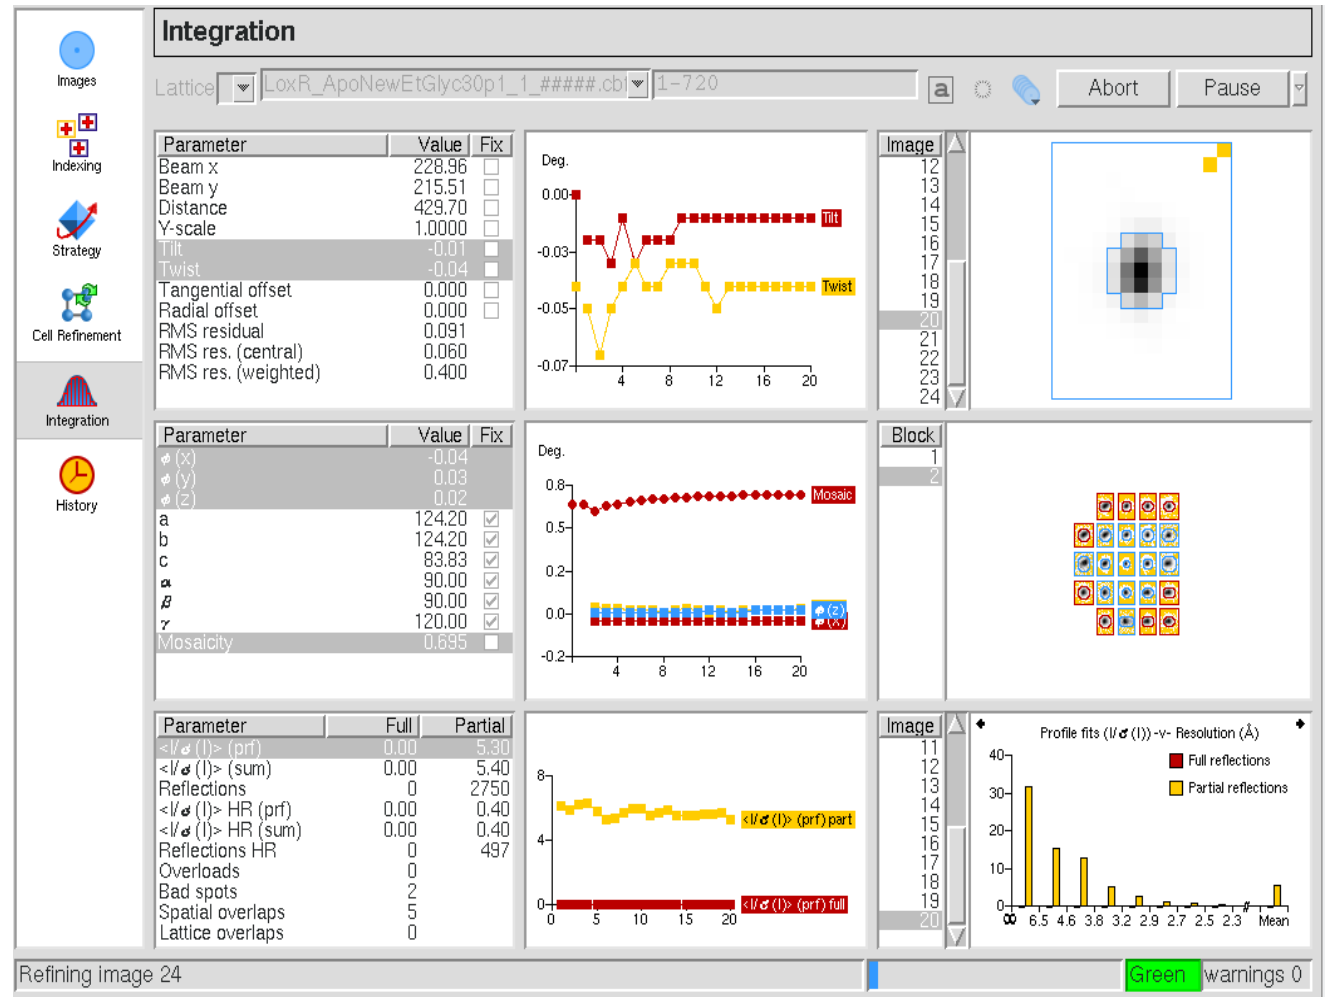 Integration
Images
Indexing
Strategy
Cell Refinement
Integration
History
Lattice LoxR_ApoNewEtGlyc30p1_1_#####.cbf 1-720 a Abort Pause
Parameter Value Fix
Beam x 228.96
Beam y 215.51
Distance 429.70
Y-scale 1.0000
Tilt -0.01
Twist -0.04
Tangential offset 0.000
Radial offset 0.000
RMS residual 0.091
RMS res. (central) 0.060
RMS res. (weighted) 0.400
Deg.
0.00
-0.03
-0.05
-0.07
4 8 12 16 20
Tilt
Twist
Image
12
13
14
15
16
17
18
19
20
21
22
23
24
Parameter Value Fix
ϕ (x) -0.04
ϕ (y) 0.03
ϕ (z) 0.02
a 124.20
b 124.20
c 83.83
α 90.00
β 90.00
γ 120.00
Mosaicity 0.695
Deg.
0.8
0.5
0.2
0.0
-0.2
4 8 12 16 20
Mosaic
ϕ (z)
ϕ (x)
Block
1
2
Parameter Full Partial
<I/σ (I)> (prf) 0.00 5.30
<I/σ (I)> (sum) 0.00 5.40
Reflections 0 2750
<I/σ (I)> HR (prf) 0.00 0.40
<I/σ (I)> HR (sum) 0.00 0.40
Reflections HR 0 497
Overloads 0
Bad spots 2
Spatial overlaps 5
Lattice overlaps 0
8
4
0
0 5 10 15 20
<I/σ (I)> (prf) part
<I/σ (I)> (prf) full
Image
11
12
13
14
15
16
17
18
19
20
Profile fits (I/σ (I)) -v- Resolution (Å)
Full reflections
Partial reflections
40
30
20
10
0
∞ 6.5 4.6 3.8 3.2 2.9 2.7 2.5 2.3 // Mean
Refining image 24
Green warnings 0